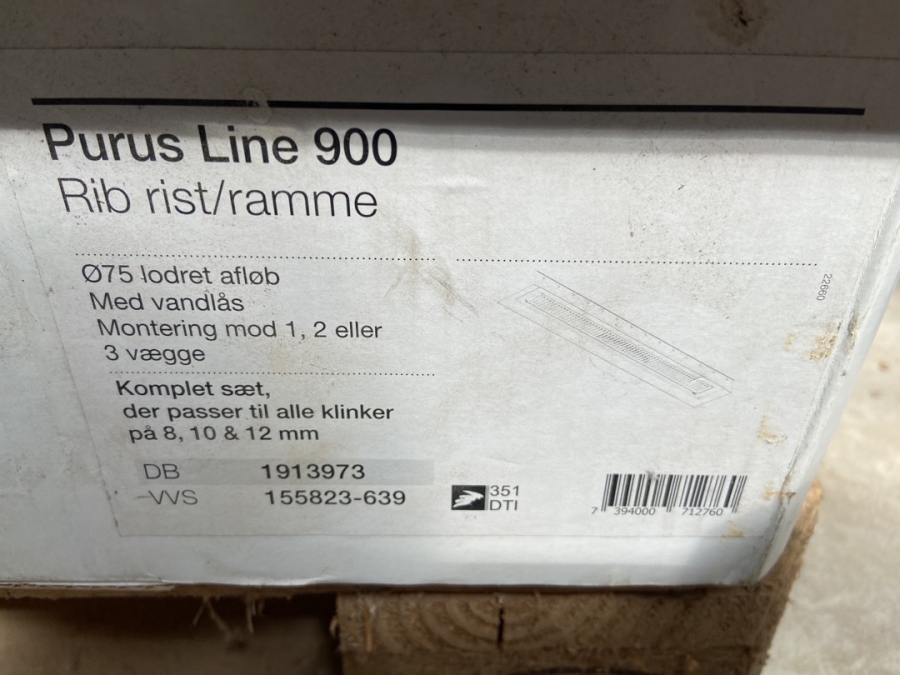 Purus Line 900
Rib rist/ramme
Ø75 lodret afløb
Med vandlås
Montering mod 1, 2 eller
3 vægge
Komplet sæt,
der passer til alle klinker
på 8, 10 & 12 mm
DB 1913973
VVS 155823-639
351
DTI
7 394000 712760
22660